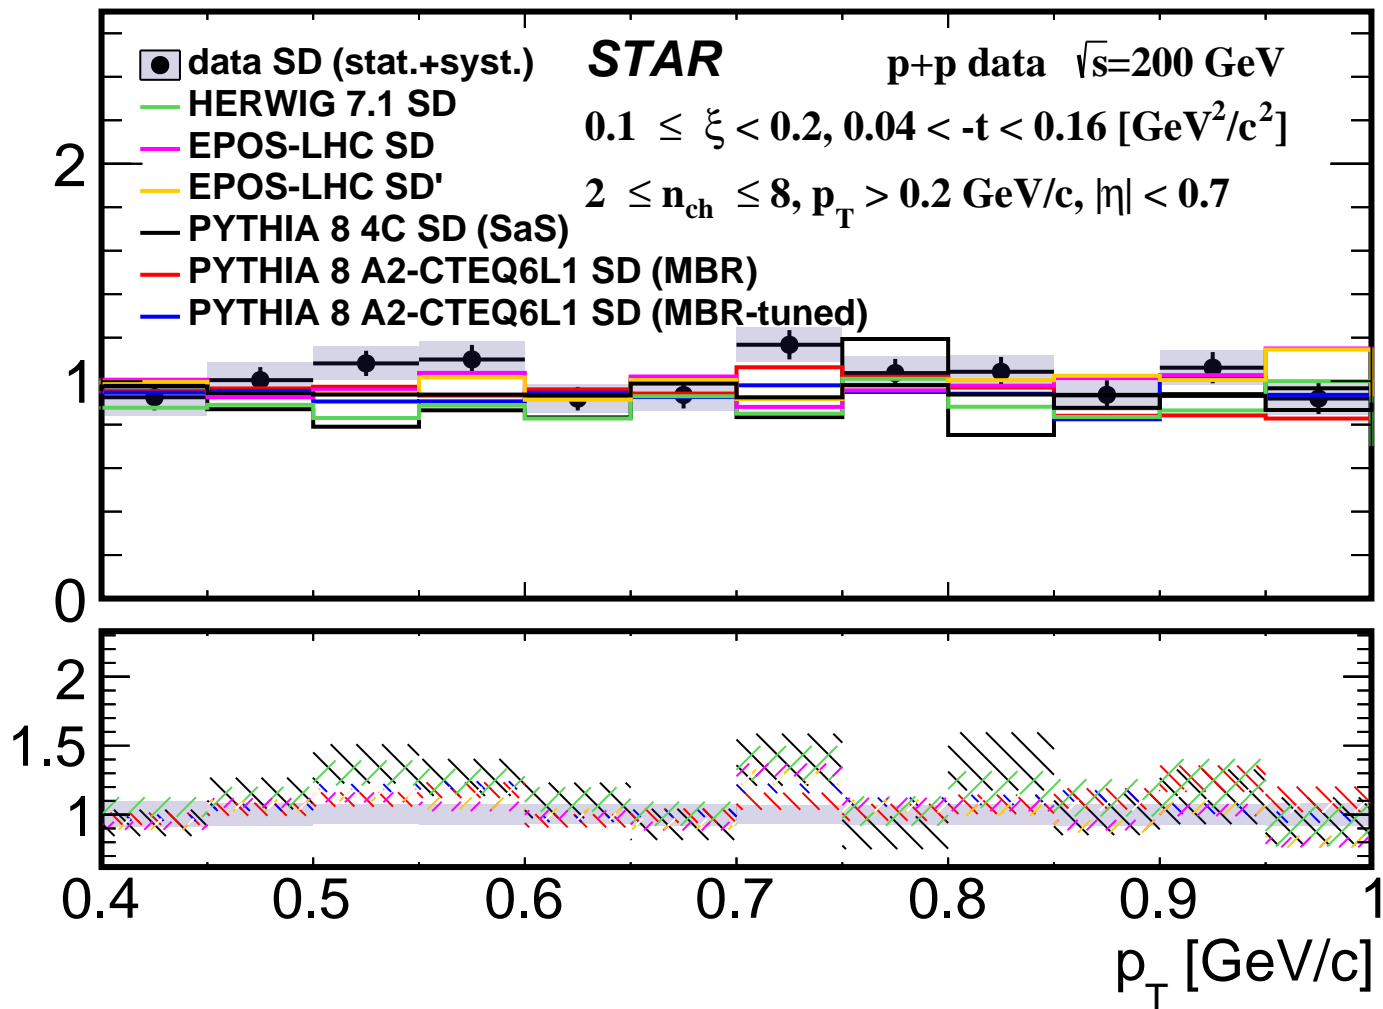 data SD (stat.+syst.)
HERWIG 7.1 SD
EPOS-LHC SD
EPOS-LHC SD'
PYTHIA 8 4C SD (SaS)
PYTHIA 8 A2-CTEQ6L1 SD (MBR)
PYTHIA 8 A2-CTEQ6L1 SD (MBR-tuned)
STAR p+p data √s=200 GeV
0.1 ≤ ξ < 0.2, 0.04 < -t < 0.16 [GeV²/c²]
2 ≤ n_ch ≤ 8, p_T > 0.2 GeV/c, |η| < 0.7
2
1
0
2
1.5
1
0.4 0.5 0.6 0.7 0.8 0.9 1
p_T [GeV/c]